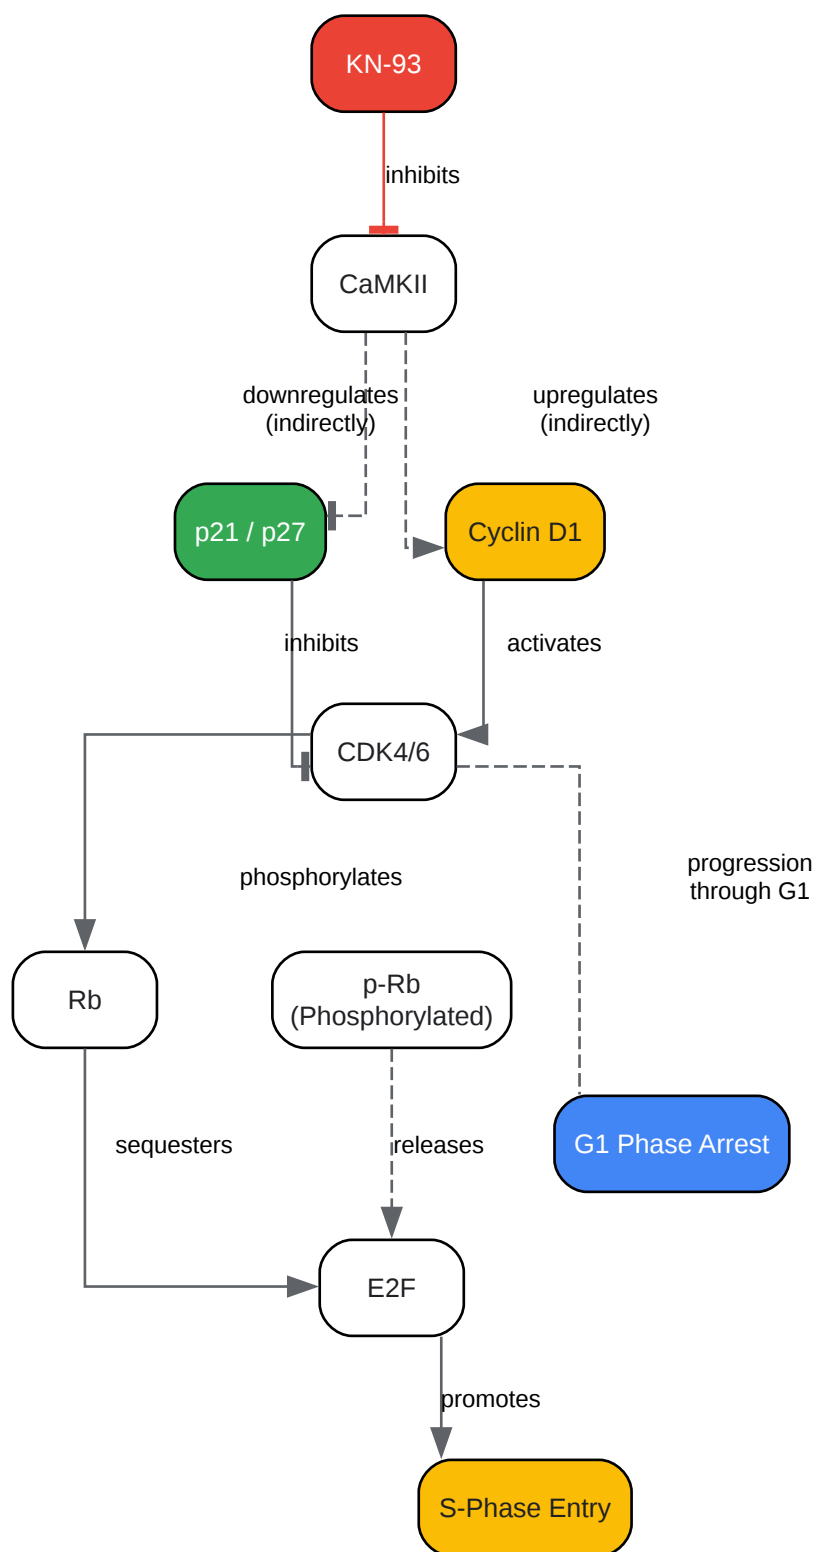 KN-93
inhibits
CaMKII
downregulates
(indirectly)
upregulates
(indirectly)
p21 / p27
Cyclin D1
inhibits
activates
CDK4/6
phosphorylates
progression
through G1
Rb
p-Rb
(Phosphorylated)
sequesters
releases
G1 Phase Arrest
E2F
promotes
S-Phase Entry